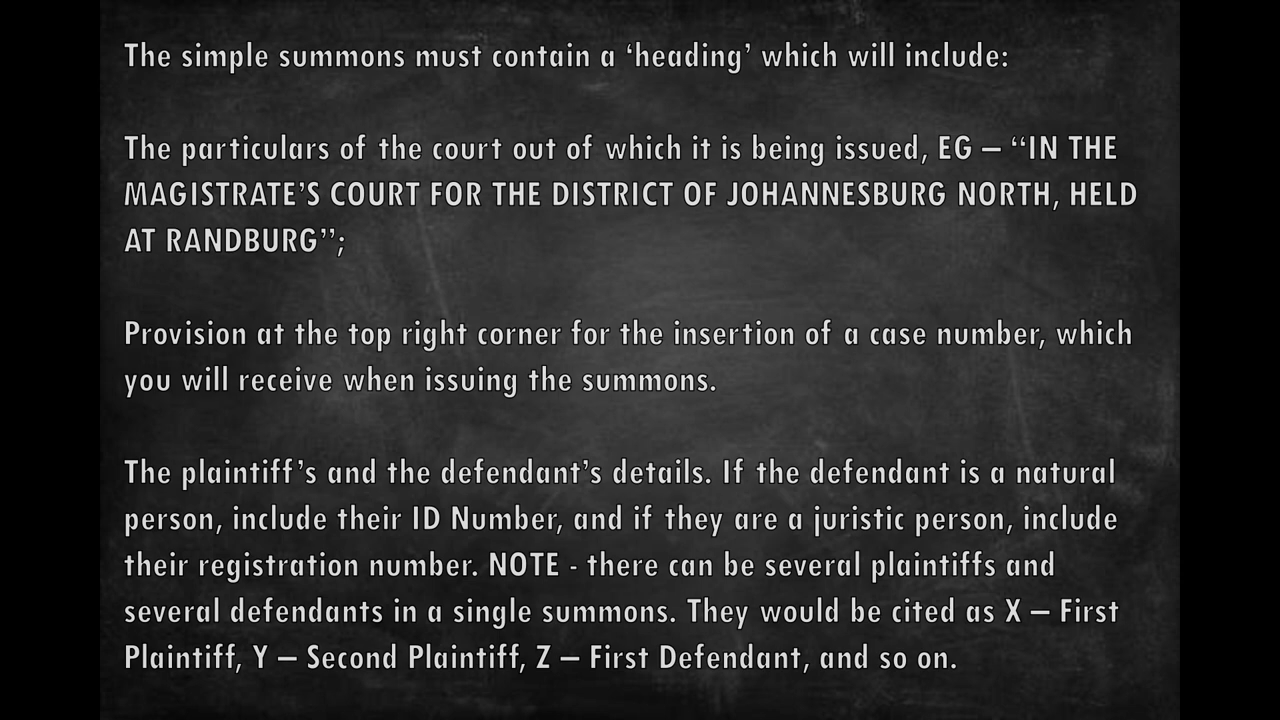 The simple summons must contain a ‘heading’ which will include:
The particulars of the court out of which it is being issued, EG – “IN THE
MAGISTRATE’S COURT FOR THE DISTRICT OF JOHANNESBURG NORTH, HELD
AT RANDBURG”;
Provision at the top right corner for the insertion of a case number, which
you will receive when issuing the summons.
The plaintiff’s and the defendant’s details. If the defendant is a natural
person, include their ID Number, and if they are a juristic person, include
their registration number. NOTE - there can be several plaintiffs and
several defendants in a single summons. They would be cited as X – First
Plaintiff, Y – Second Plaintiff, Z – First Defendant, and so on.